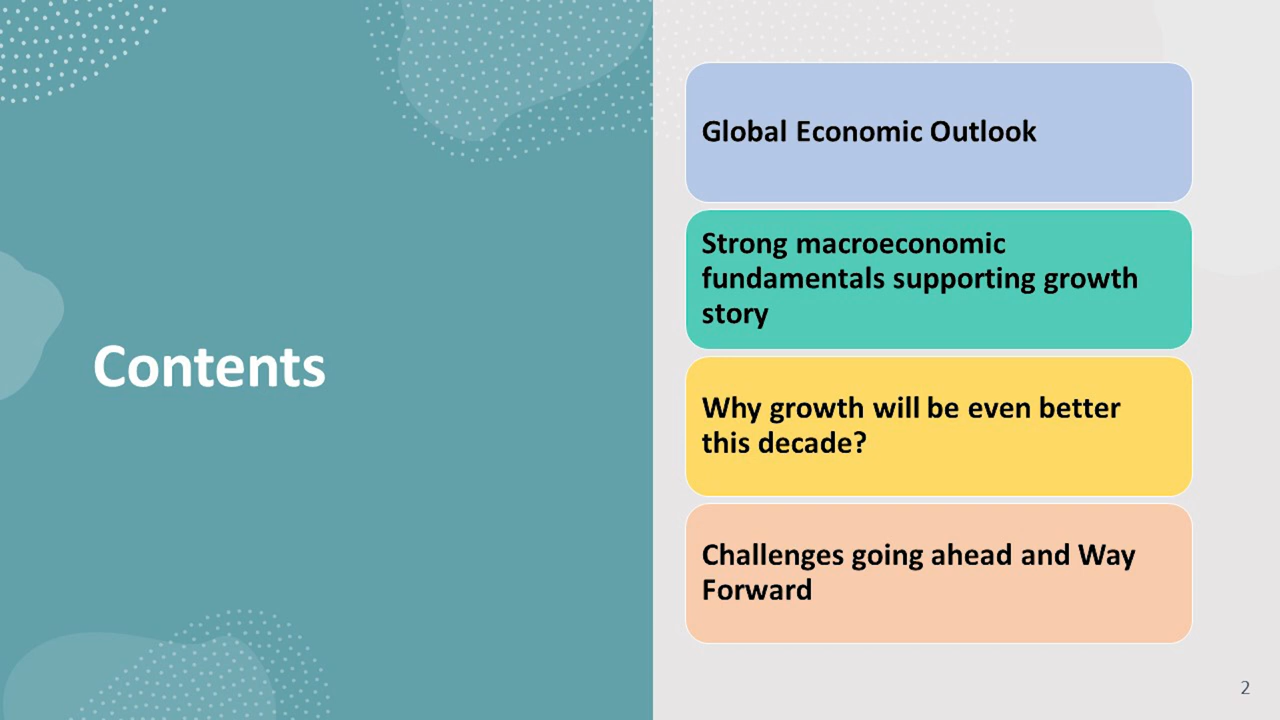 Contents
Global Economic Outlook
Strong macroeconomic
fundamentals supporting growth
story
Why growth will be even better
this decade?
Challenges going ahead and Way
Forward
2